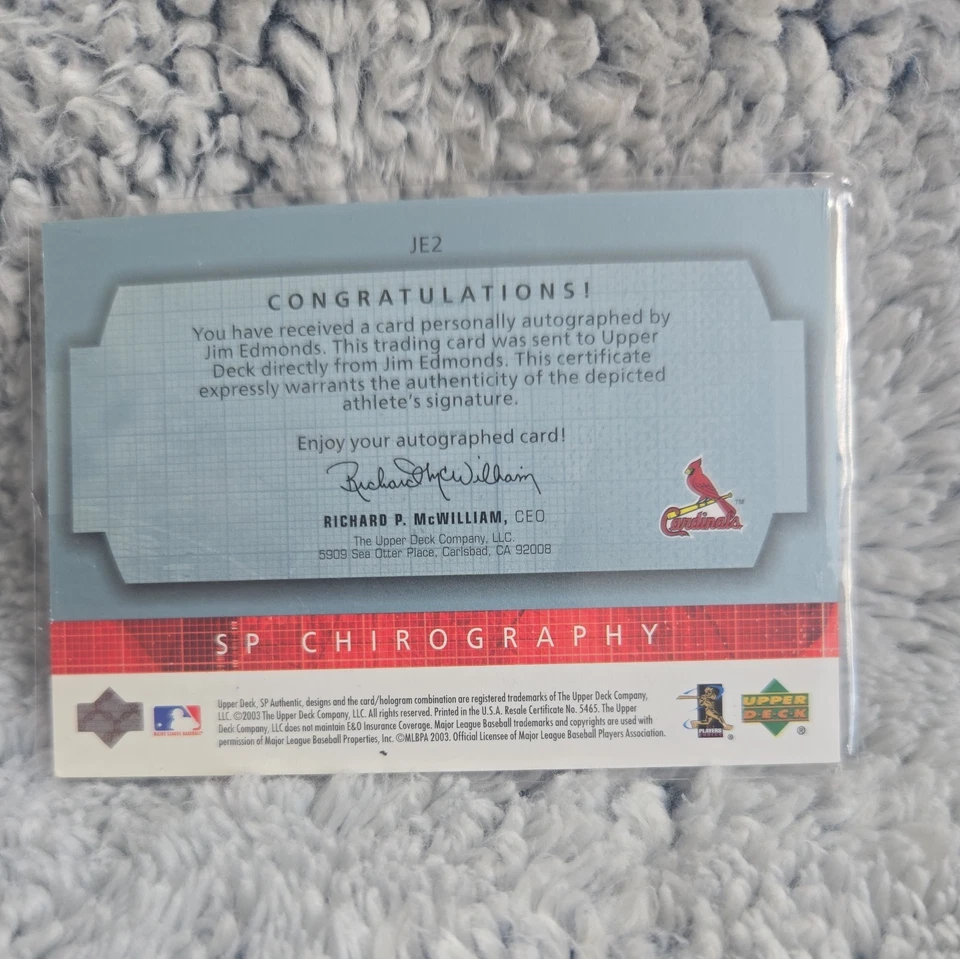 JE2
CONGRATULATIONS!
You have received a card personally autographed by
Jim Edmonds. This trading card was sent to Upper
Deck directly from Jim Edmonds. This certificate
expressly warrants the authenticity of the depicted
athlete's signature.
Enjoy your autographed card!
Richard McWilliam
RICHARD P. McWILLIAM, CEO
The Upper Deck Company, LLC.
5909 Sea Otter Place, Carlsbad, CA 92008
Cardinals TM
SP CHIROGRAPHY
Upper Deck, SP Authentic, designs and the card/hologram combination are registered trademarks of The Upper Deck Company,
LLC. ©2003 The Upper Deck Company, LLC. All rights reserved. Printed in the U.S.A. Resale Certificate No. 5465. The Upper
Deck Company, LLC does not maintain E&O Insurance Coverage. Major League Baseball trademarks and copyrights are used with
permission of Major League Baseball Properties, Inc. ©MLBPA 2003. Official Licensee of Major League Baseball Players Association.
PLAYERS
®
UPPER
DECK
®